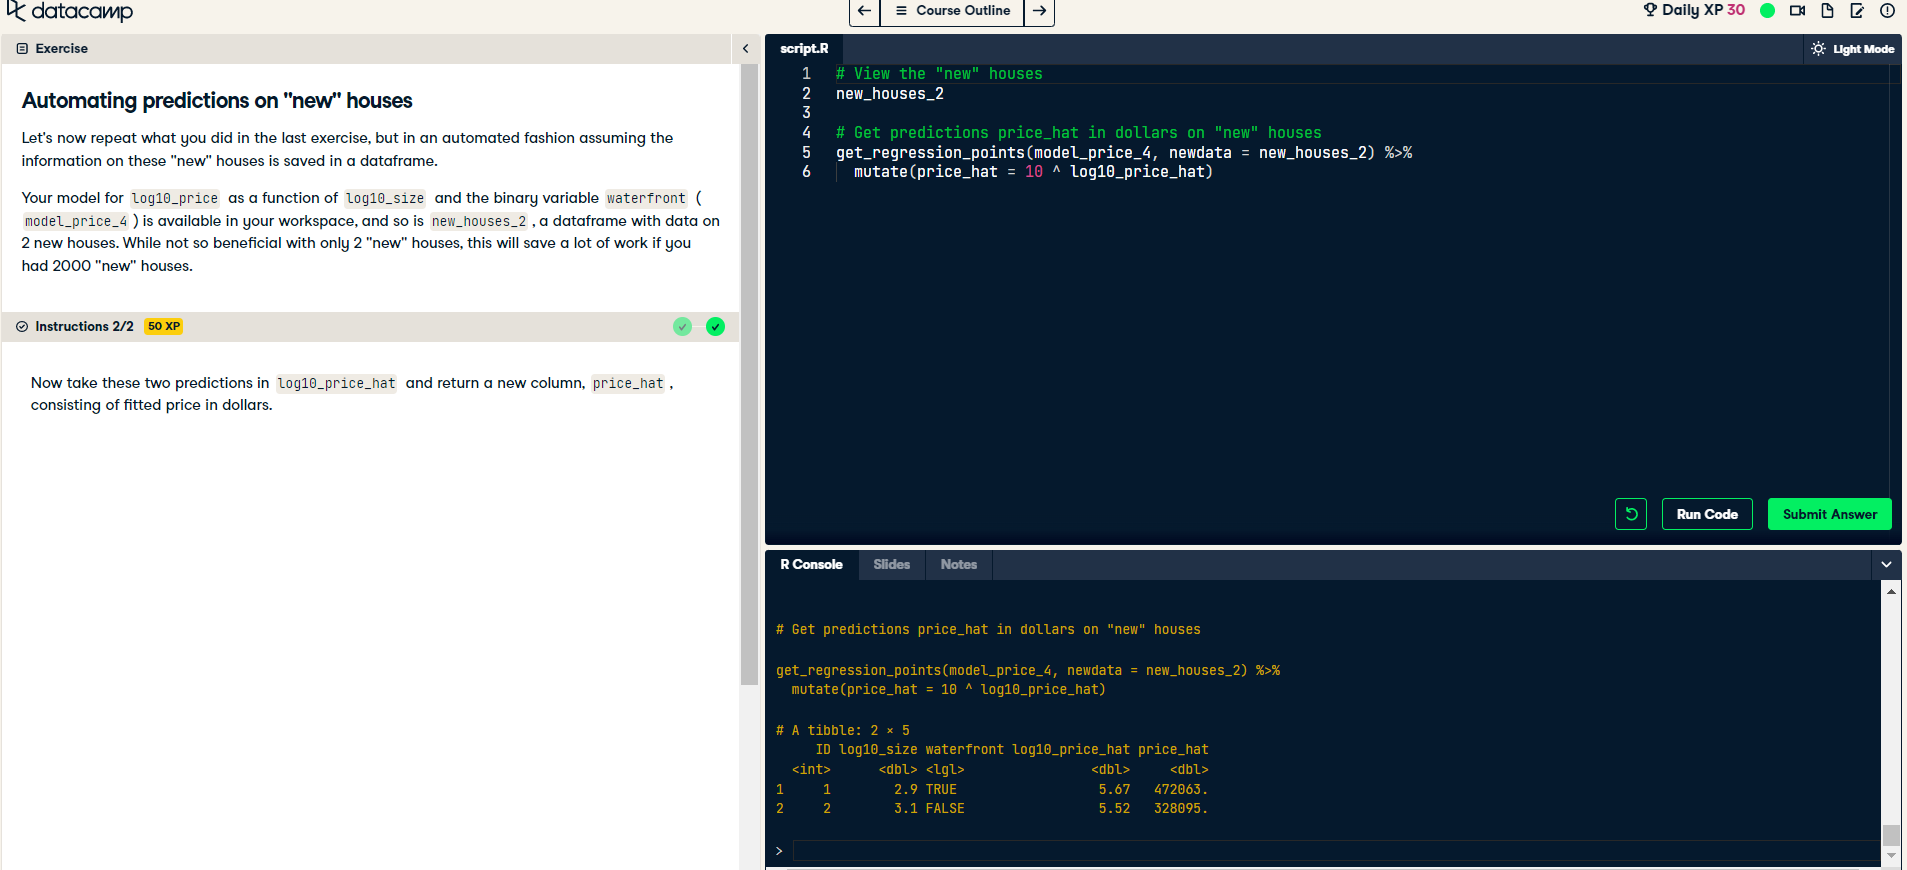 datacamp
Course Outline
Daily XP 30
Exercise
Automating predictions on "new" houses
Let's now repeat what you did in the last exercise, but in an automated fashion assuming the
information on these "new" houses is saved in a dataframe.
Your model for log10_price as a function of log10_size and the binary variable waterfront (
model_price_4 ) is available in your workspace, and so is new_houses_2 , a dataframe with data on
2 new houses. While not so beneficial with only 2 "new" houses, this will save a lot of work if you
had 2000 "new" houses.
Instructions 2/2 50 XP
Now take these two predictions in log10_price_hat and return a new column, price_hat ,
consisting of fitted price in dollars.
script.R
Light Mode
1 # View the "new" houses
2 new_houses_2
3
4 # Get predictions price_hat in dollars on "new" houses
5 get_regression_points(model_price_4, newdata = new_houses_2) %>%
6 mutate(price_hat = 10 ^ log10_price_hat)
Run Code
Submit Answer
R Console Slides Notes
# Get predictions price_hat in dollars on "new" houses
get_regression_points(model_price_4, newdata = new_houses_2) %>%
mutate(price_hat = 10 ^ log10_price_hat)
# A tibble: 2 × 5
ID log10_size waterfront log10_price_hat price_hat
<int> <dbl> <lgl> <dbl> <dbl>
1 1 2.9 TRUE 5.67 472063.
2 2 3.1 FALSE 5.52 328095.
>